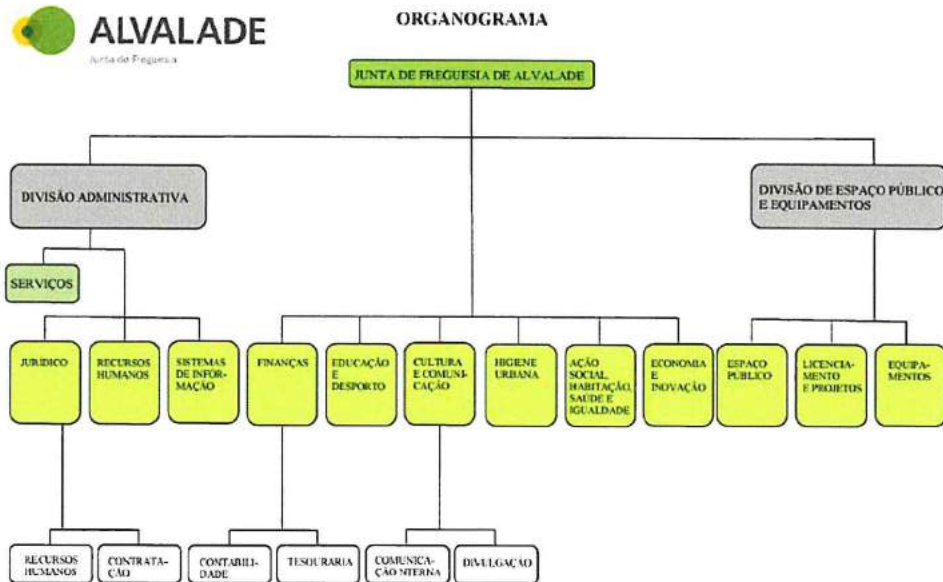 ALVALADE
Junta de Freguesia
ORGANOGRAMA
JUNTA DE FREGUESIA DE ALVALADE
DIVISÃO ADMINISTRATIVA
DIVISÃO DE ESPAÇO PÚBLICO
E EQUIPAMENTOS
SERVIÇOS
JURÍDICO
RECURSOS
HUMANOS
SISTEMAS
DE INFOR-
MAÇÃO
FINANÇAS
EDUCAÇÃO
E
DESPORTO
CULTURA
E COMUNI-
CAÇÃO
HIGIENE
URBANA
AÇÃO
SOCIAL,
HABITAÇÃO,
SAÚDE E
IGUALDADE
ECONOMIA
E
INOVAÇÃO
ESPAÇO
PÚBLICO
LICENCIA-
MENTO
E PROJETOS
EQUIPA-
MENTOS
RECURSOS
HUMANOS
CONTRATA-
ÇÃO
CONTABILI-
DADE
TESOURARIA
COMUNICA-
ÇÃO NTERNA
DIVULGAÇÃO